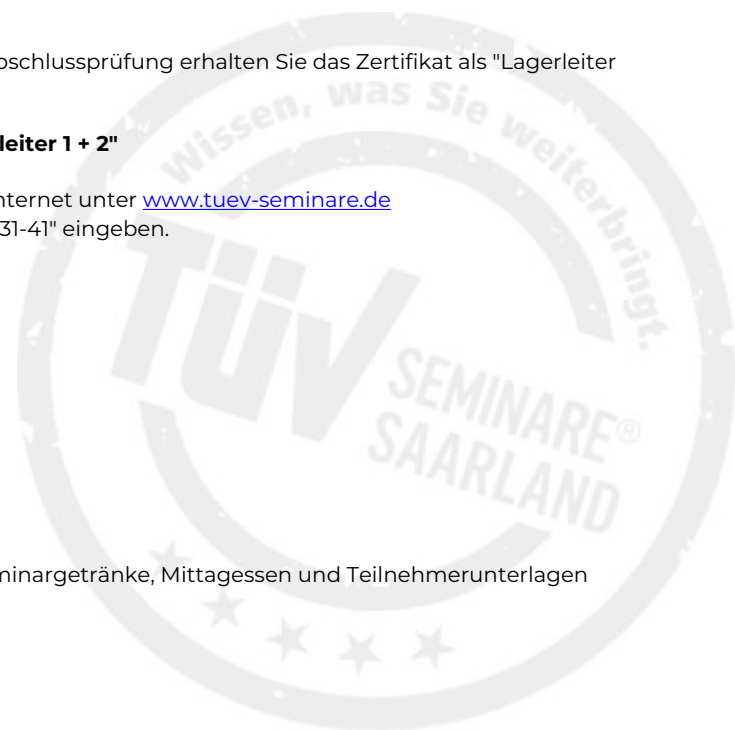 bschlussprüfung erhalten Sie das Zertifikat als "Lagerleiter
leiter 1 + 2"
nternet unter www.tuev-seminare.de
31-41" eingeben.
Wissen, was Sie weiterbringt.
TÜV
SEMINARE®
SAARLAND
minargetränke, Mittagessen und Teilnehmerunterlagen